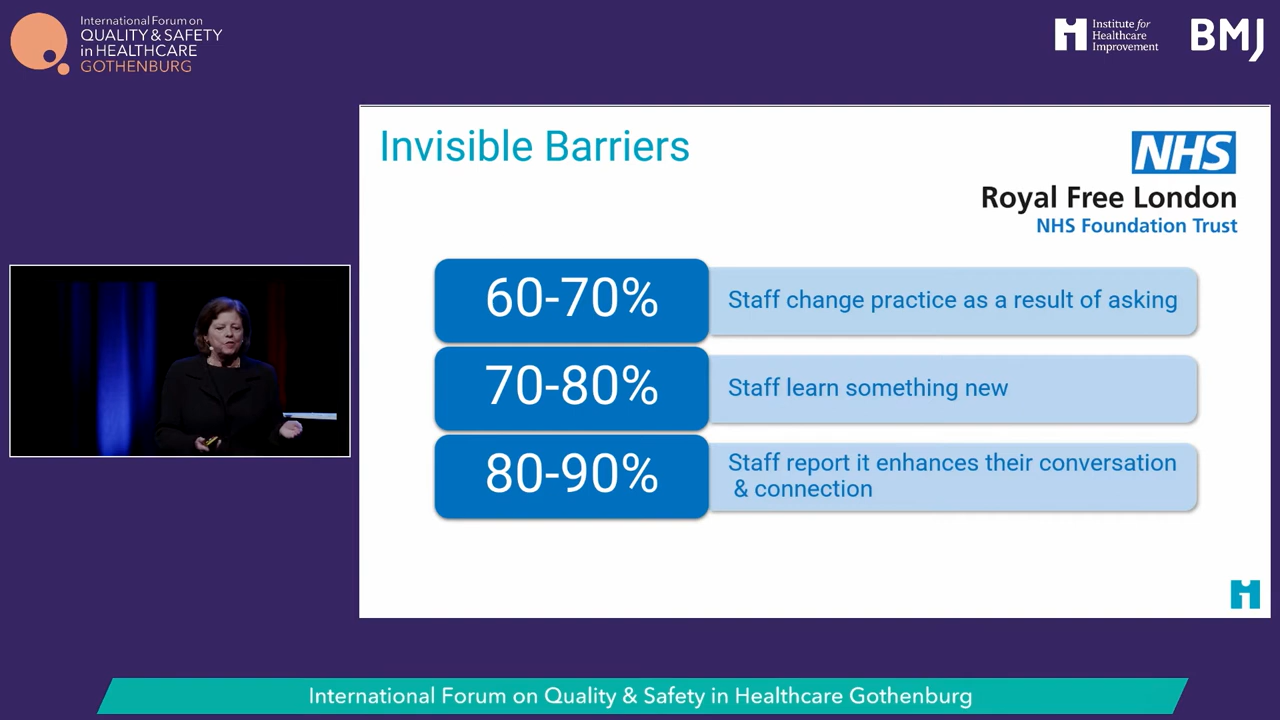 International Forum on
QUALITY & SAFETY
in HEALTHCARE
GOTHENBURG
Institute for
Healthcare
Improvement
BMJ
Invisible Barriers
NHS
Royal Free London
NHS Foundation Trust
60-70%
Staff change practice as a result of asking
70-80%
Staff learn something new
80-90%
Staff report it enhances their conversation
& connection
International Forum on Quality & Safety in Healthcare Gothenburg